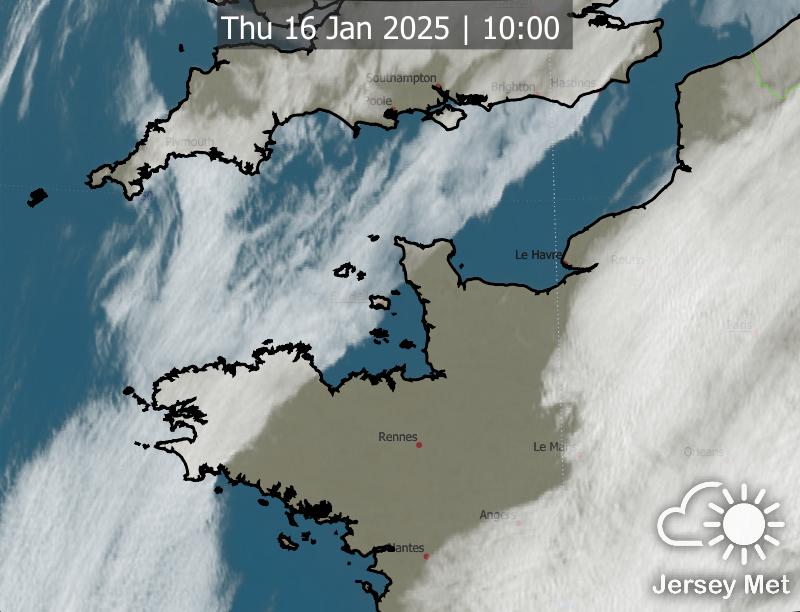 Thu 16 Jan 2025 | 10:00
Southampton
Brighton
Hastings
Poole
Plymouth
Le Havre
Rouen
Paris
Rennes
Le Mans
Orleans
Angers
Nantes
Jersey Met